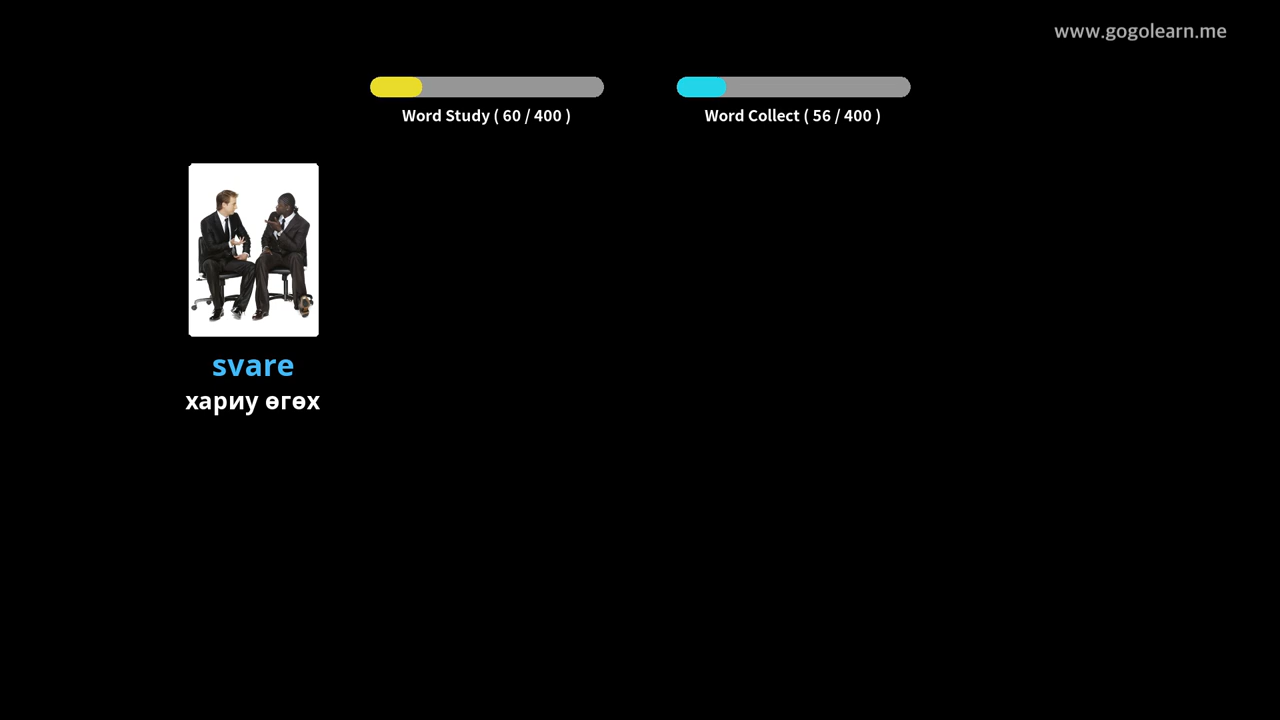 www.gogolearn.me
Word Study ( 60 / 400 )
Word Collect ( 56 / 400 )
svare
хариу өгөх